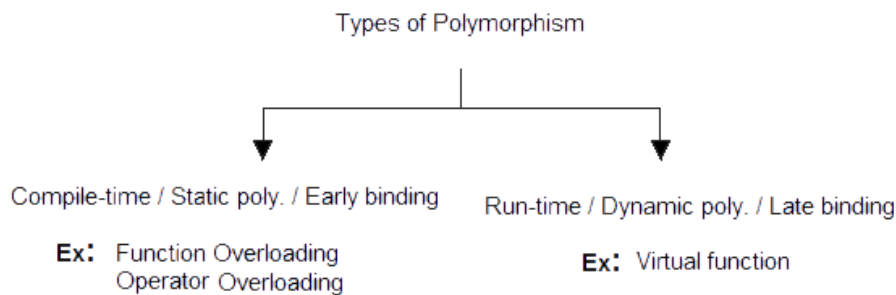 Types of Polymorphism
Compile-time / Static poly. / Early binding
Ex: Function Overloading
Operator Overloading
Run-time / Dynamic poly. / Late binding
Ex: Virtual function